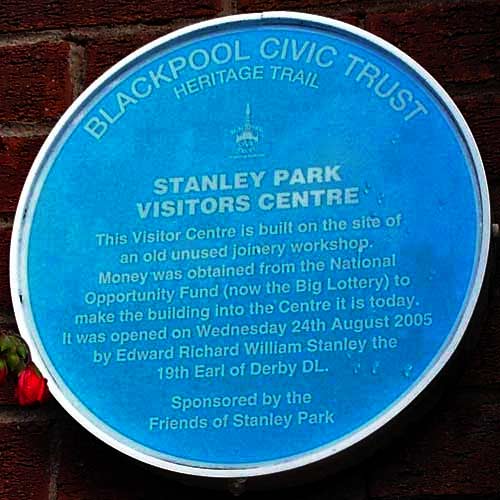 BLACKPOOL CIVIC TRUST
HERITAGE TRAIL
STANLEY PARK
VISITORS CENTRE
This Visitor Centre is built on the site of
an old unused joinery workshop.
Money was obtained from the National
Opportunity Fund (now the Big Lottery) to
make the building into the Centre it is today.
It was opened on Wednesday 24th August 2005
by Edward Richard William Stanley the
19th Earl of Derby DL.
Sponsored by the
Friends of Stanley Park